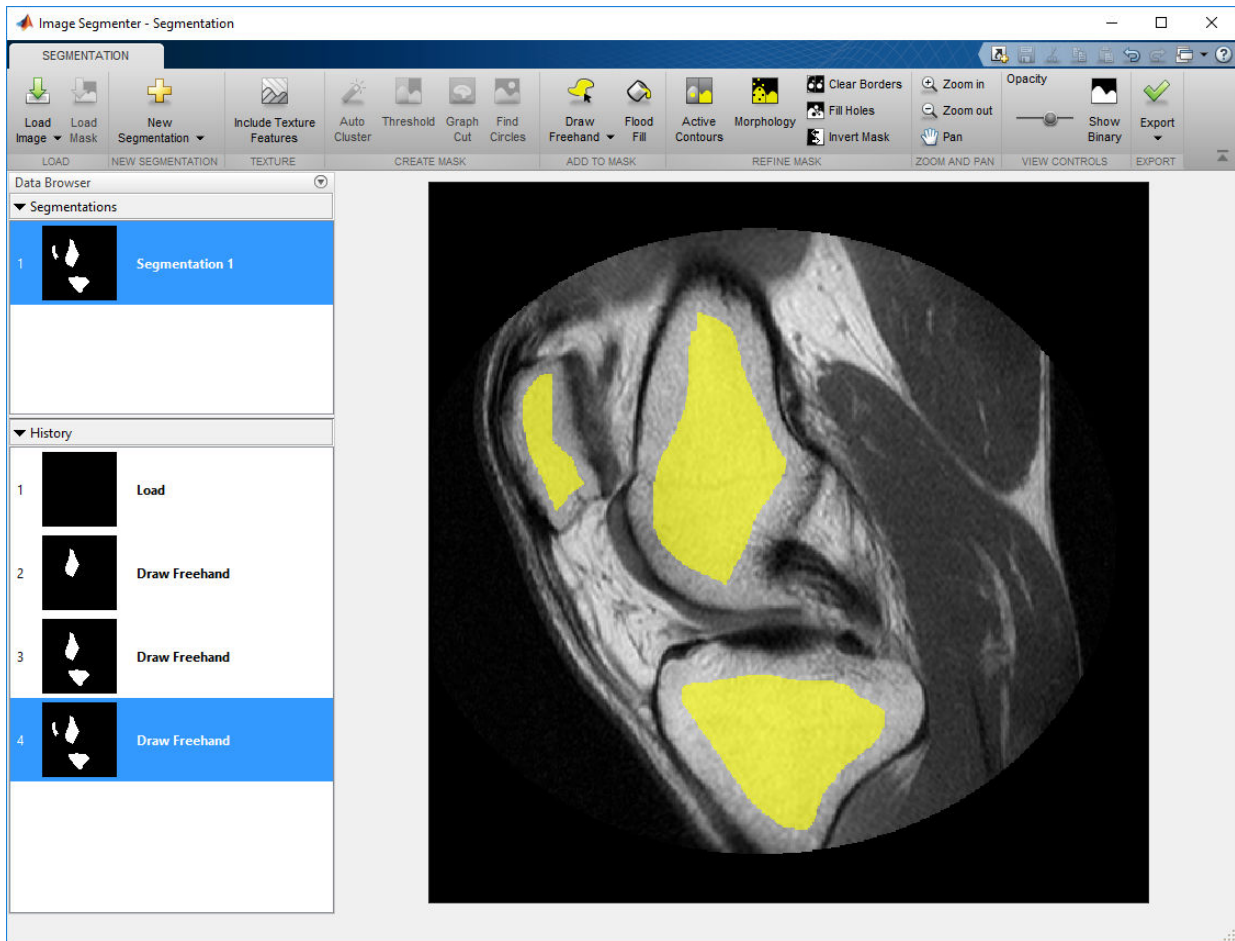 Image Segmenter - Segmentation
SEGMENTATION
Load Image
Load Mask
New Segmentation
Include Texture Features
Auto Cluster
Threshold
Graph Cut
Find Circles
Draw Freehand
Flood Fill
Active Contours
Morphology
Clear Borders
Fill Holes
Invert Mask
Zoom in
Zoom out
Pan
Opacity
Show Binary
Export
LOAD
NEW SEGMENTATION
TEXTURE
CREATE MASK
ADD TO MASK
REFINE MASK
ZOOM AND PAN
VIEW CONTROLS
EXPORT
Data Browser
Segmentations
1 Segmentation 1
History
1 Load
2 Draw Freehand
3 Draw Freehand
4 Draw Freehand